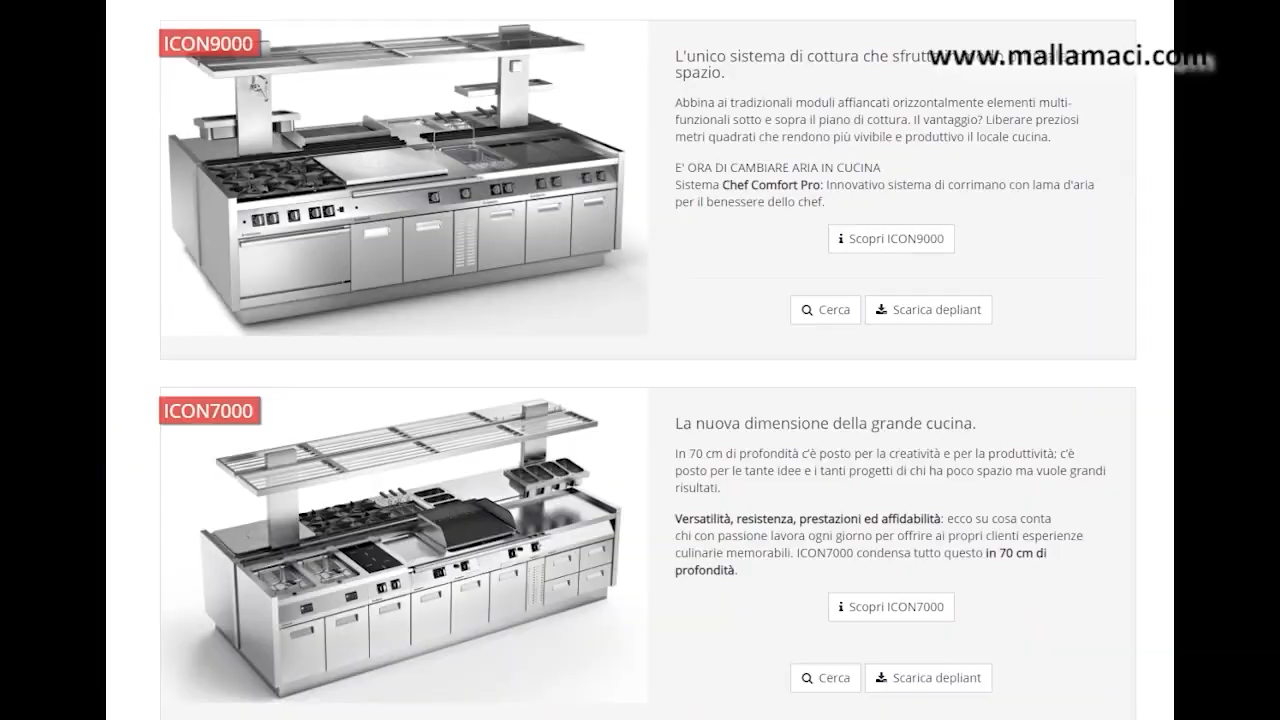 ICON9000
www.mallamaci.com
L'unico sistema di cottura che
spazio.
Abbina ai tradizionali moduli affiancati orizzontalmente elementi multi-
funzionali sotto e sopra il piano di cottura. Il vantaggio? Liberare preziosi
metri quadrati che rendono più vivibile e produttivo il locale cucina.
E' ORA DI CAMBIARE ARIA IN CUCINA
Sistema Chef Comfort Pro: Innovativo sistema di corrimano con lama d'aria
per il benessere dello chef.
Scopri ICON9000
Cerca
Scarica depliant
ICON7000
La nuova dimensione della grande cucina.
In 70 cm di profondità c'è posto per la creatività e per la produttività; c'è
posto per le tante idee e i tanti progetti di chi ha poco spazio ma vuole grandi
risultati.
Versatilità, resistenza, prestazioni ed affidabilità: ecco su cosa conta
chi con passione lavora ogni giorno per offrire ai propri clienti esperienze
culinarie memorabili. ICON7000 condensa tutto questo in 70 cm di
profondità.
Scopri ICON7000
Cerca
Scarica depliant